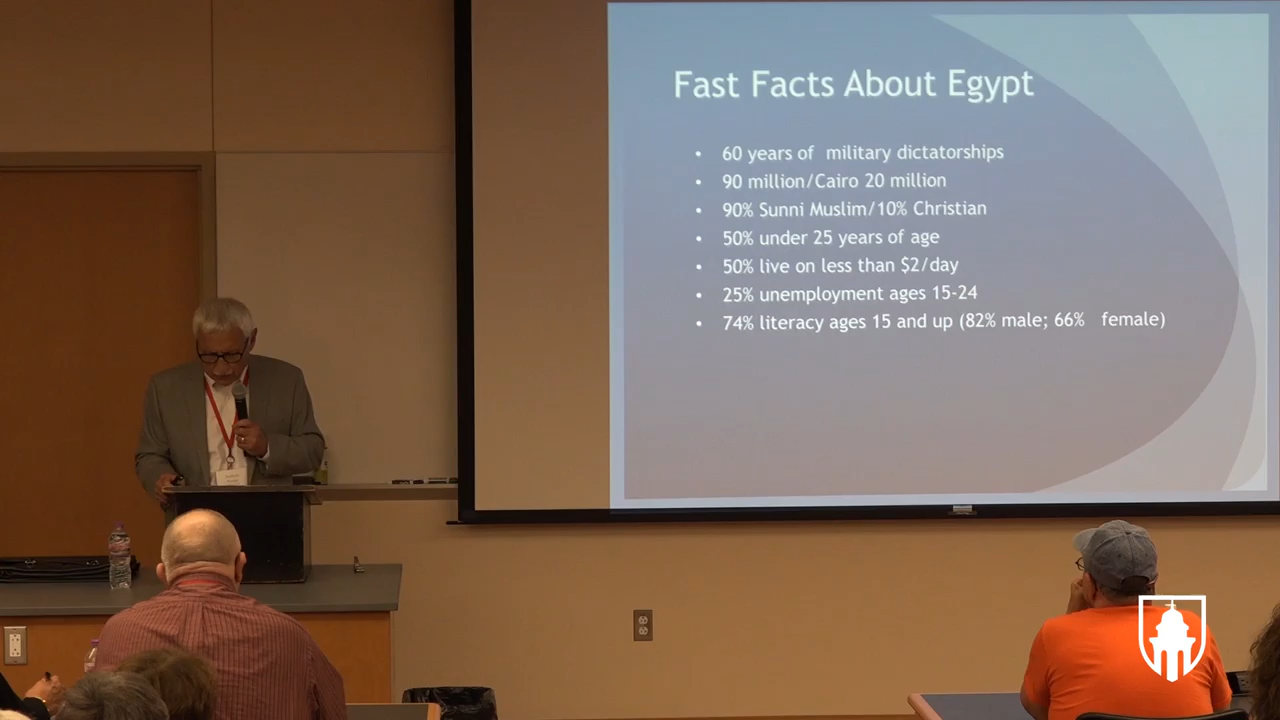 Fast Facts About Egypt
• 60 years of  military dictatorships
• 90 million/Cairo 20 million
• 90% Sunni Muslim/10% Christian
• 50% under 25 years of age
• 50% live on less than $2/day
• 25% unemployment ages 15-24
• 74% literacy ages 15 and up (82% male; 66%   female)